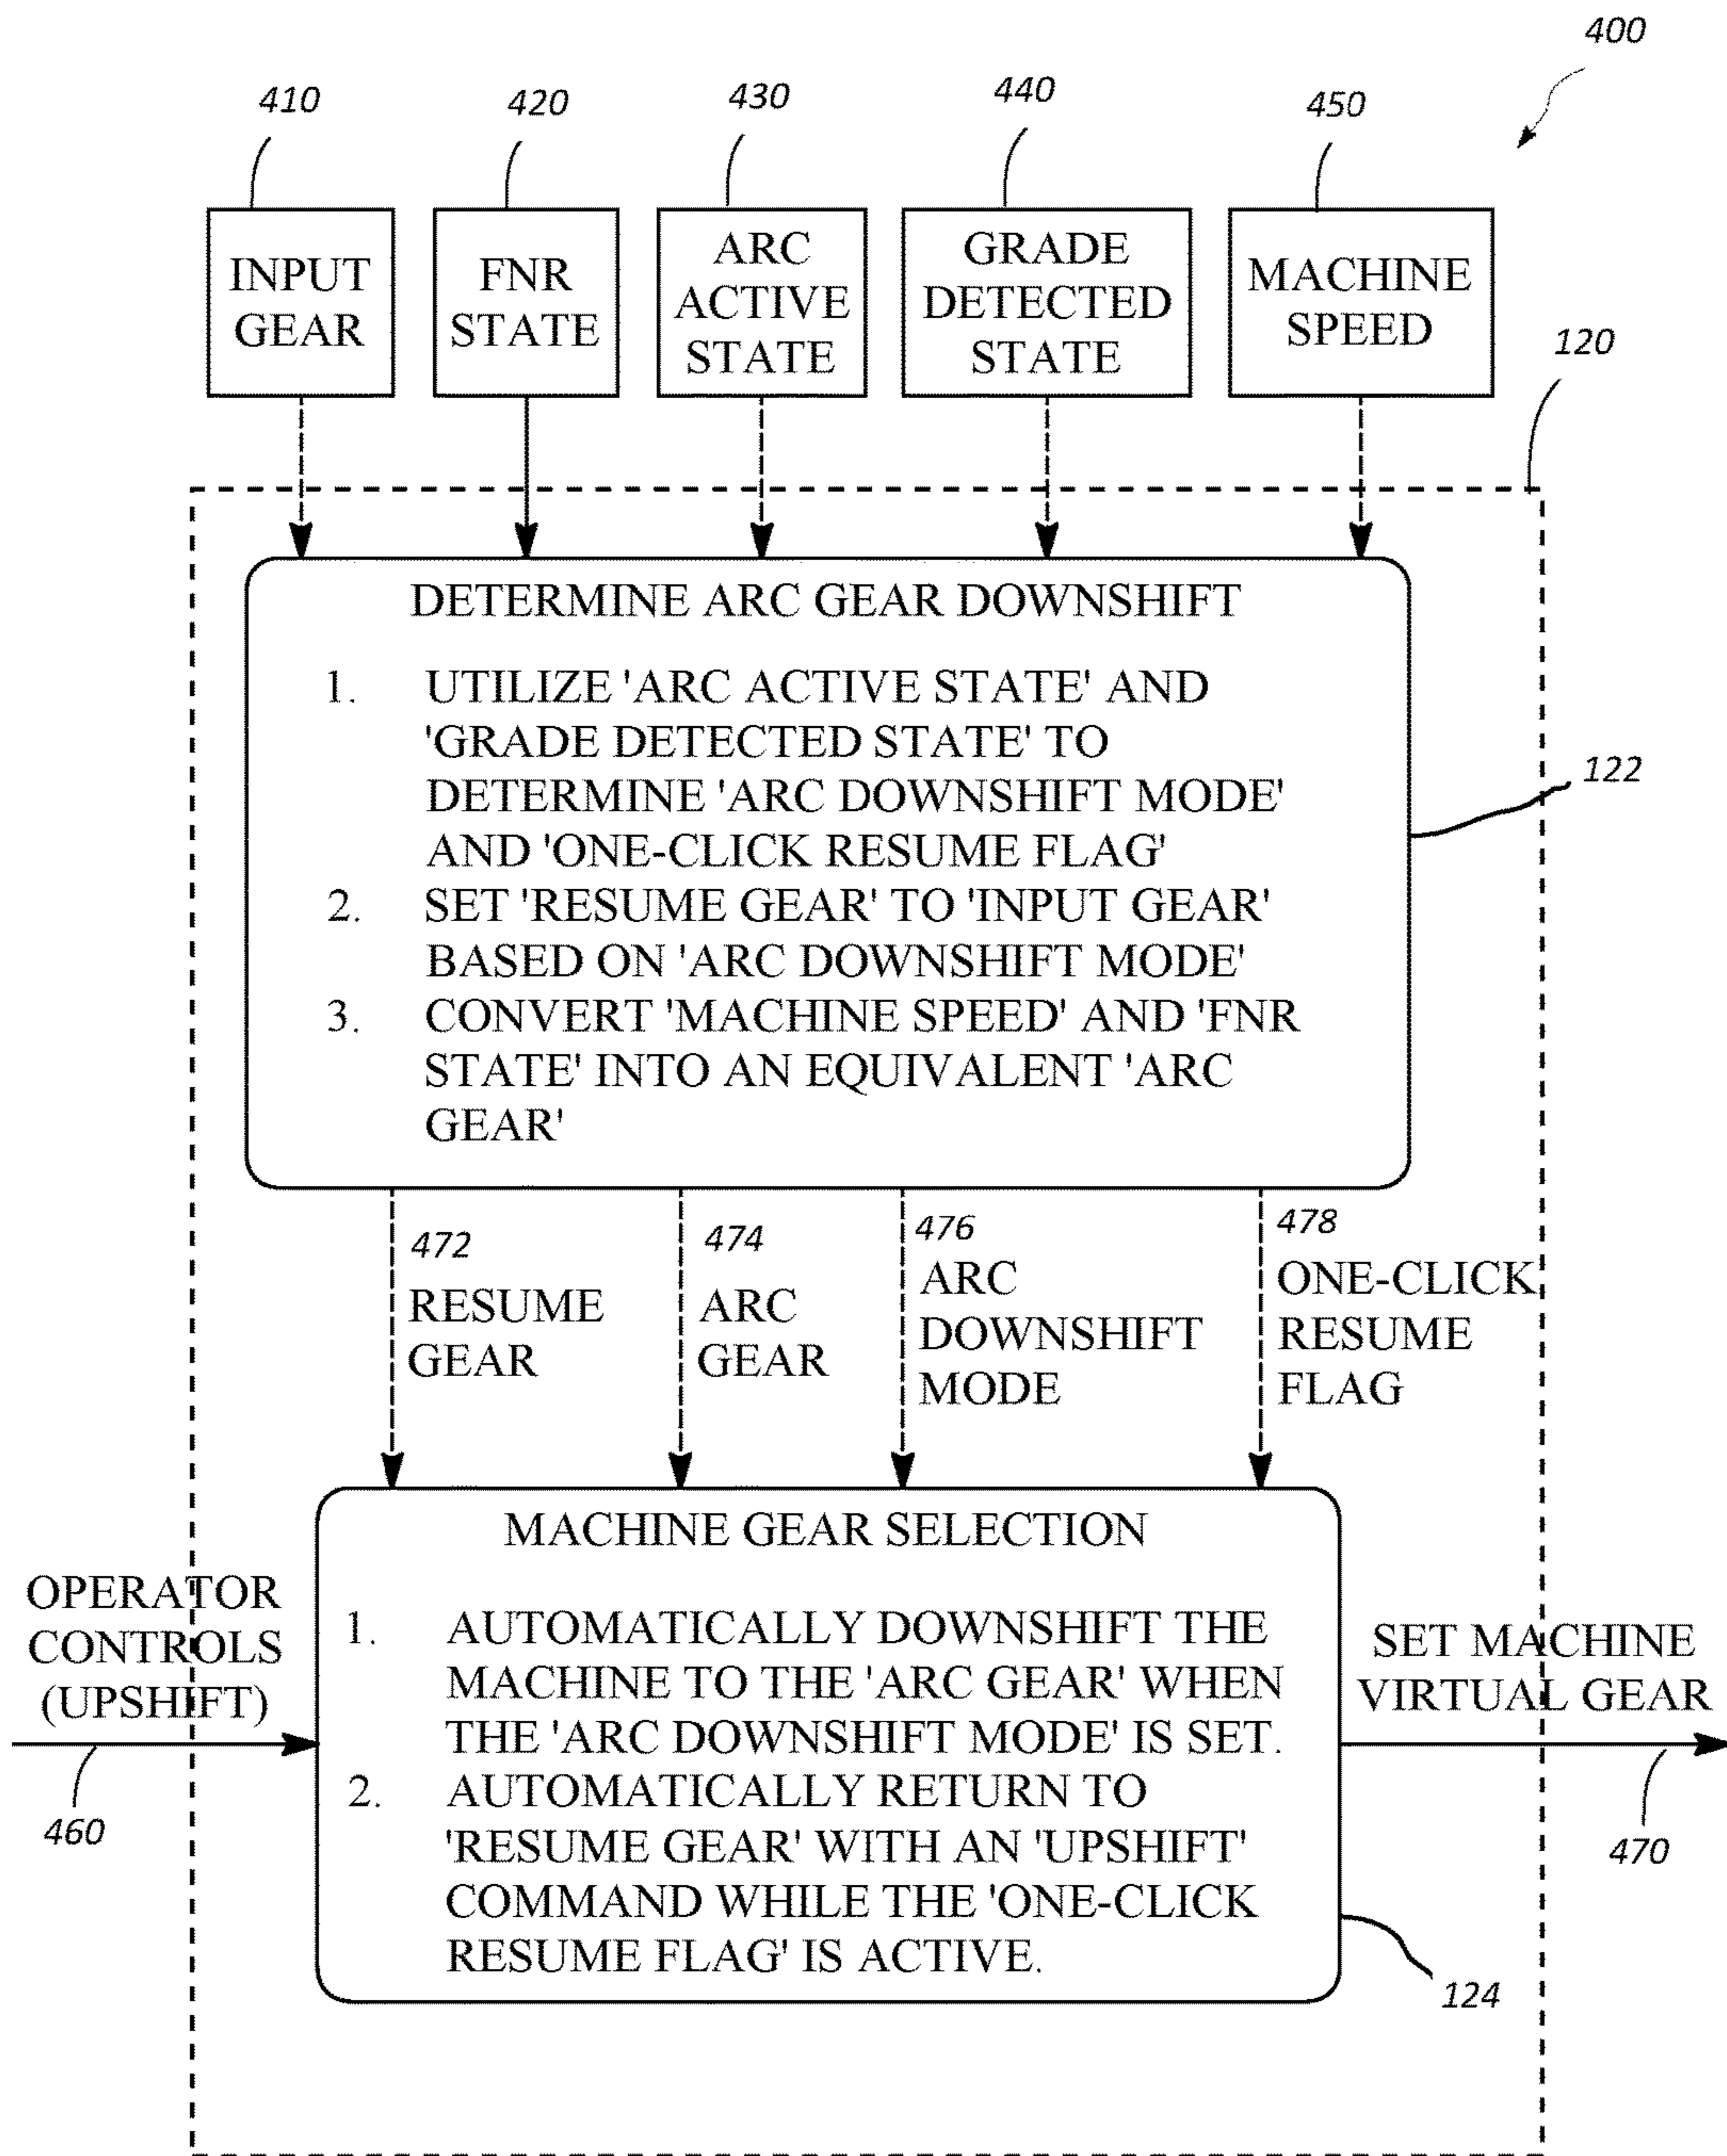 400
410
420
430
440
450
INPUT
GEAR
FNR
STATE
ARC
ACTIVE
STATE
GRADE
DETECTED
STATE
MACHINE
SPEED
120
DETERMINE ARC GEAR DOWNSHIFT
1. UTILIZE 'ARC ACTIVE STATE' AND
'GRADE DETECTED STATE' TO
DETERMINE 'ARC DOWNSHIFT MODE'
AND 'ONE-CLICK RESUME FLAG'
2. SET 'RESUME GEAR' TO 'INPUT GEAR'
BASED ON 'ARC DOWNSHIFT MODE'
3. CONVERT 'MACHINE SPEED' AND 'FNR
STATE' INTO AN EQUIVALENT 'ARC
GEAR'
122
472
RESUME
GEAR
474
ARC
GEAR
476
ARC
DOWNSHIFT
MODE
478
ONE-CLICK
RESUME
FLAG
MACHINE GEAR SELECTION
1. AUTOMATICALLY DOWNSHIFT THE
MACHINE TO THE 'ARC GEAR' WHEN
THE 'ARC DOWNSHIFT MODE' IS SET.
2. AUTOMATICALLY RETURN TO
'RESUME GEAR' WITH AN 'UPSHIFT'
COMMAND WHILE THE 'ONE-CLICK
RESUME FLAG' IS ACTIVE.
OPERATOR
CONTROLS
(UPSHIFT)
460
SET MACHINE
VIRTUAL GEAR
470
124